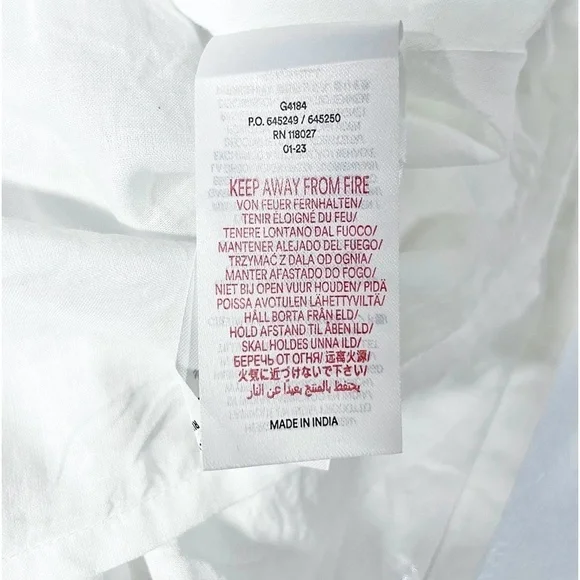 G4184
P.O. 645249 / 645250
RN 118027
01-23
KEEP AWAY FROM FIRE
VON FEUER FERNHALTEN/
TENIR ÉLOIGNÉ DU FEU/
TENERE LONTANO DAL FUOCO/
MANTENER ALEJADO DEL FUEGO/
TRZYMAĆ Z DALA OD OGNIA/
MANTER AFASTADO DO FOGO/
NIET BIJ OPEN VUUR HOUDEN/ PIDÄ
POISSA AVOTULEN LÄHETTYVILTÄ/
HÅLL BORTA FRÅN ELD/
HOLD AFSTAND TIL ÅBEN ILD/
SKAL HOLDES UNNA ILD/
БЕРЕЧЬ ОТ ОГНЯ/ 远离火源/
火気に近づけないで下さい/
يحتفظ بالمنتج بعيدا عن النار
MADE IN INDIA